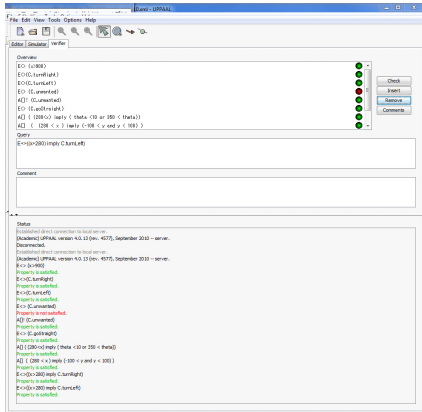 D.xml - UPPAAL
File Edit View Tools Options Help
Editor Simulator Verifier
Overview
E<> (x>900)
E<>(C.turnRight)
E<>(C.turnLeft)
E<> (C.unwanted)
A[]! (C.unwanted)
E<> (C.goStraight)
A[] ( (280<x) imply ( theta <10 or 350 < theta))
A[] ( (280 < x ) imply (-100 < y and y < 100) )
Check
Insert
Remove
Comments
Query
E<>((x>280) imply C.turnLeft)
Comment
Status
Established direct connection to local server.
(Academic) UPPAAL version 4.0.13 (rev. 4577), September 2010 -- server.
Disconnected.
Established direct connection to local server.
(Academic) UPPAAL version 4.0.13 (rev. 4577), September 2010 -- server.
E<> (x>900)
Property is satisfied.
E<>(C.turnRight)
Property is satisfied.
E<>(C.turnLeft)
Property is satisfied.
E<> (C.unwanted)
Property is not satisfied.
A[]! (C.unwanted)
Property is satisfied.
E<> (C.goStraight)
Property is satisfied.
A[] ( (280<x) imply ( theta <10 or 350 < theta))
Property is satisfied.
A[] ( (280 < x ) imply (-100 < y and y < 100) )
Property is satisfied.
E<>((x>280) imply C.turnRight)
Property is satisfied.
E<>((x>280) imply C.turnLeft)
Property is satisfied.